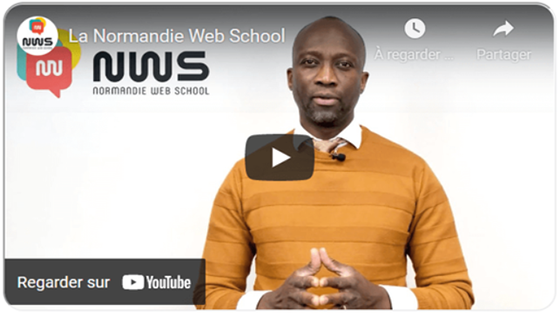 NWS
La Normandie Web School
À regarder ...
Partager
NWS
NORMANDIE WEB SCHOOL
Regarder sur YouTube